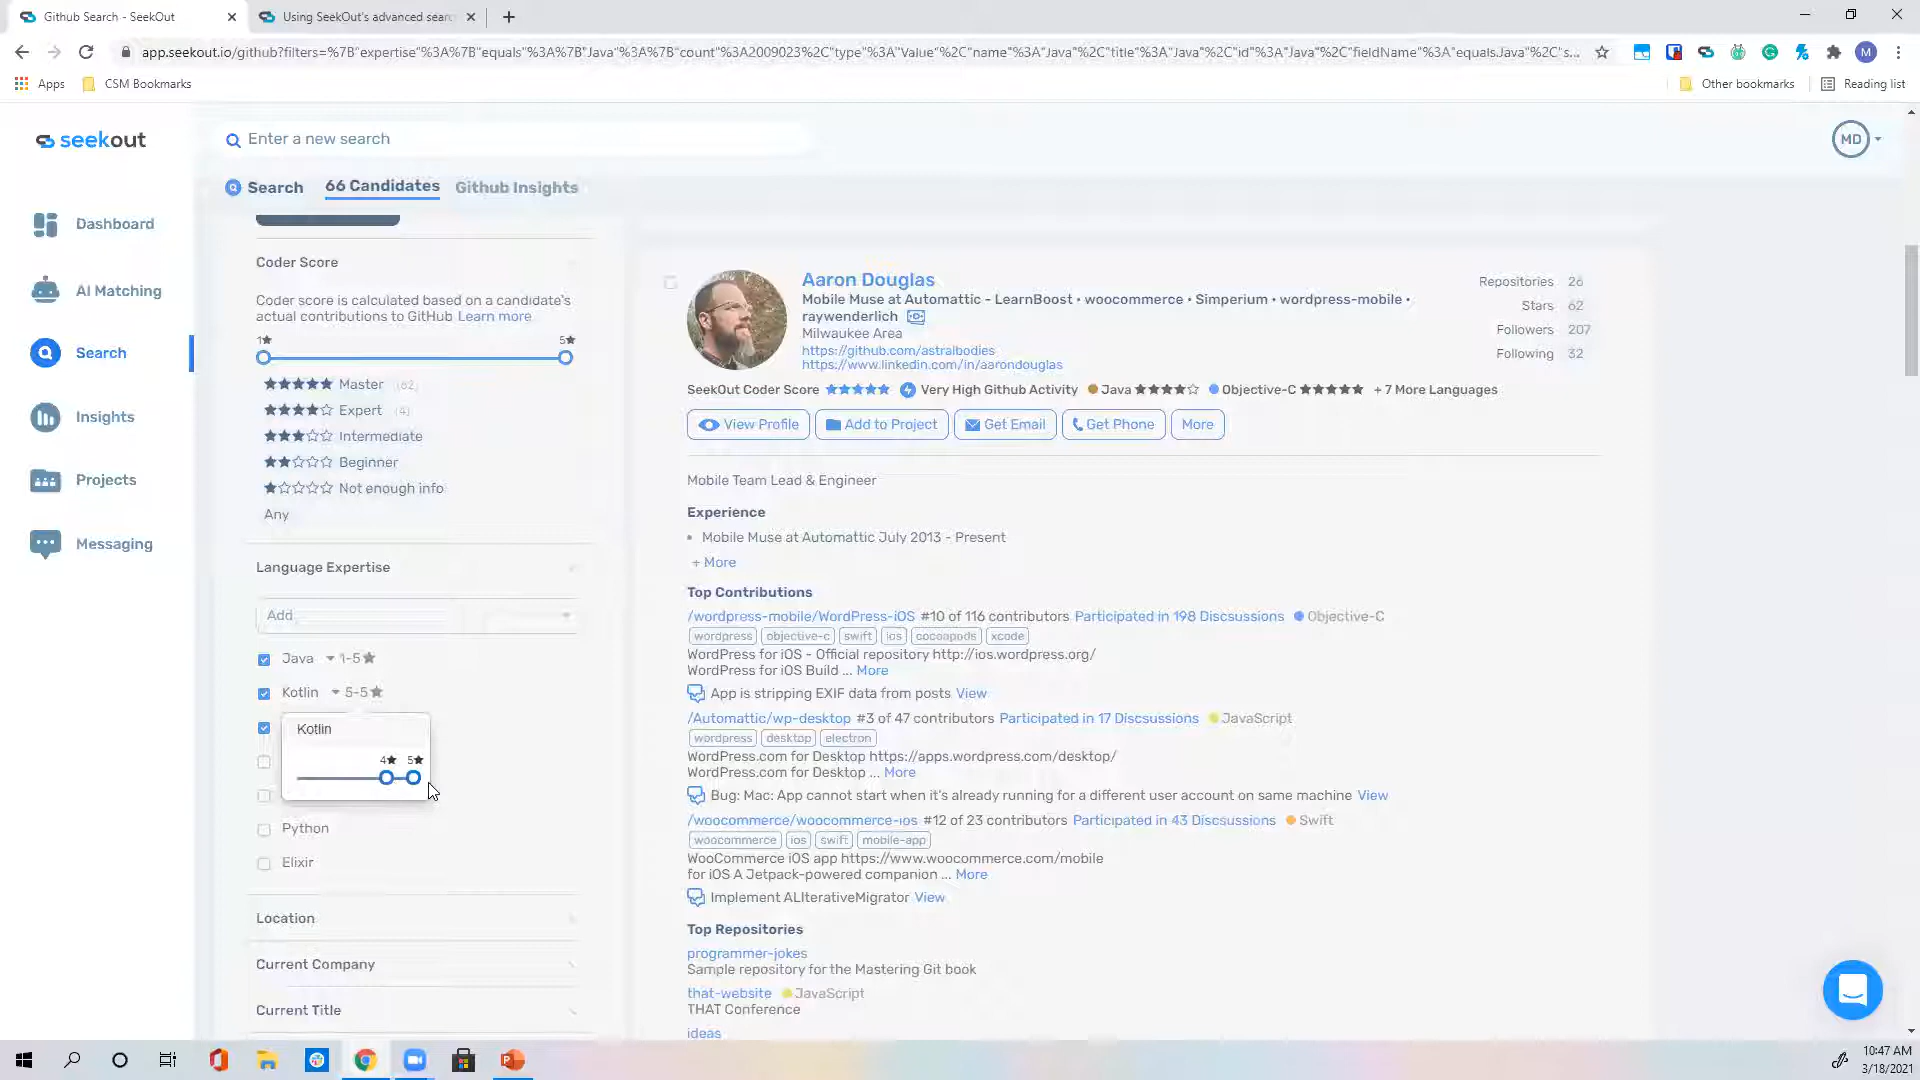 Github Search - SeekOut
Using SeekOut's advanced sear
app.seekout.io/github?filters=%7B"expertise"%3A%7B"equals"%3A%7B"Java"%3A%7B"count"%3A2009023%2C"type"%3A"Value"%2C"name"%3A"Java"%2C"title"%3A"Java"%2C"id"%3A"Java"%2C"fieldName"%3A"equals.Java"%2C"s...
M
Apps
CSM Bookmarks
Other bookmarks
Reading list
seekout
Enter a new search
MD
Search
66 Candidates
Github Insights
Dashboard
AI Matching
Search
Insights
Projects
Messaging
Coder Score
Coder score is calculated based on a candidate's
actual contributions to GitHub Learn more
1★ 5★
★★★★★ Master (62)
★★★★☆ Expert (4)
★★★☆☆ Intermediate
★★☆☆☆ Beginner
★☆☆☆☆ Not enough info
Any
Language Expertise
Add
Java 1-5★
Kotlin 5-5★
Kotlin
4★ 5★
Python
Elixir
Location
Current Company
Current Title
Aaron Douglas
Mobile Muse at Automattic - LearnBoost • woocommerce • Simperium • wordpress-mobile •
raywenderlich
Milwaukee Area
https://github.com/astralbodies
https://www.linkedin.com/in/aarondouglas
Repositories 26
Stars 62
Followers 207
Following 32
SeekOut Coder Score ★★★★★ Very High Github Activity Java ★★★★☆ Objective-C ★★★★★ + 7 More Languages
View Profile
Add to Project
Get Email
Get Phone
More
Mobile Team Lead & Engineer
Experience
• Mobile Muse at Automattic July 2013 - Present
+ More
Top Contributions
/wordpress-mobile/WordPress-iOS #10 of 116 contributors Participated in 198 Discsussions Objective-C
wordpress objective-c swift ios cocoapods xcode
WordPress for iOS - Official repository http://ios.wordpress.org/
WordPress for iOS Build ... More
App is stripping EXIF data from posts View
/Automattic/wp-desktop #3 of 47 contributors Participated in 17 Discsussions JavaScript
wordpress desktop electron
WordPress.com for Desktop https://apps.wordpress.com/desktop/
WordPress.com for Desktop ... More
Bug: Mac: App cannot start when it's already running for a different user account on same machine View
/woocommerce/woocommerce-ios #12 of 23 contributors Participated in 43 Discsussions Swift
woocommerce ios swift mobile-app
WooCommerce iOS app https://www.woocommerce.com/mobile
for iOS A Jetpack-powered companion ... More
Implement ALIterativeMigrator View
Top Repositories
programmer-jokes
Sample repository for the Mastering Git book
that-website JavaScript
THAT Conference
ideas
10:47 AM
3/18/2021